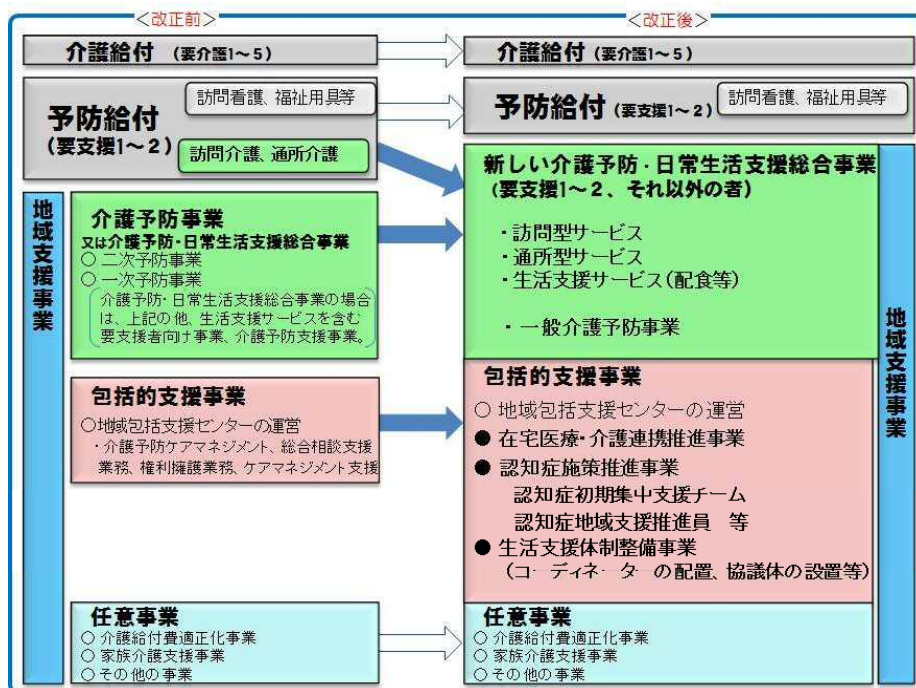 ＜改正前＞
介護給付 （要介護1～5）
予防給付
（要支援1～2）
訪問看護、福祉用具等
訪問介護、通所介護
地域支援事業
介護予防事業
又は介護予防・日常生活支援総合事業
○ 二次予防事業
○ 一次予防事業
介護予防・日常生活支援総合事業の場合
は、上記の他、生活支援サービスを含む
要支援者向け事業、介護予防支援事業。
包括的支援事業
○地域包括支援センターの運営
・介護予防ケアマネジメント、総合相談支援
業務、権利擁護業務、ケアマネジメント支援
任意事業
○ 介護給付費適正化事業
○ 家族介護支援事業
○ その他の事業
＜改正後＞
介護給付 （要介護1～5）
予防給付（要支援1～2）
訪問看護、福祉用具等
新しい介護予防・日常生活支援総合事業
（要支援1～2、それ以外の者）
・訪問型サービス
・通所型サービス
・生活支援サービス（配食等）
・一般介護予防事業
包括的支援事業
○ 地域包括支援センターの運営
● 在宅医療・介護連携推進事業
● 認知症施策推進事業
認知症初期集中支援チーム
認知症地域支援推進員 等
● 生活支援体制整備事業
（コーディネーターの配置、協議体の設置等）
任意事業
○ 介護給付費適正化事業
○ 家族介護支援事業
○ その他の事業
地域支援事業